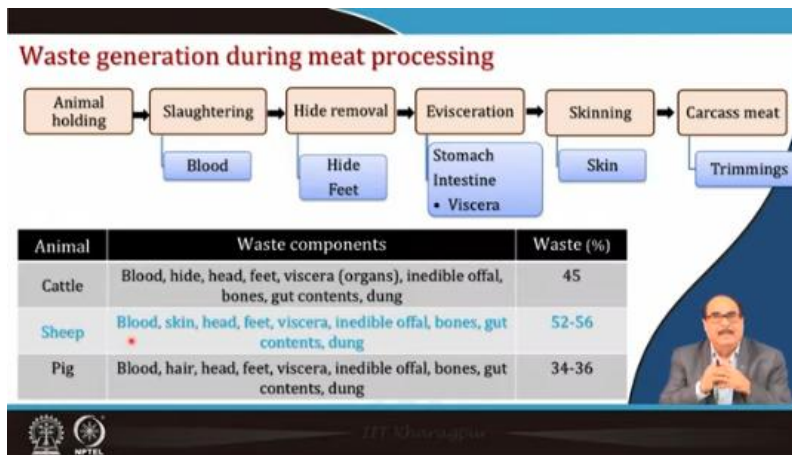 Waste generation during meat processing
Animal
holding
Slaughtering
Hide removal
Evisceration
Skinning
Carcass meat
Blood
Hide
Feet
Stomach
Intestine
• Viscera
Skin
Trimmings
Animal
Waste components
Waste (%)
Cattle
Blood, hide, head, feet, viscera (organs), inedible offal,
bones, gut contents, dung
45
Sheep
Blood, skin, head, feet, viscera, inedible offal, bones, gut
contents, dung
52-56
Pig
Blood, hair, head, feet, viscera, inedible offal, bones, gut
contents, dung
34-36
NPTEL
IIT Kharagpur